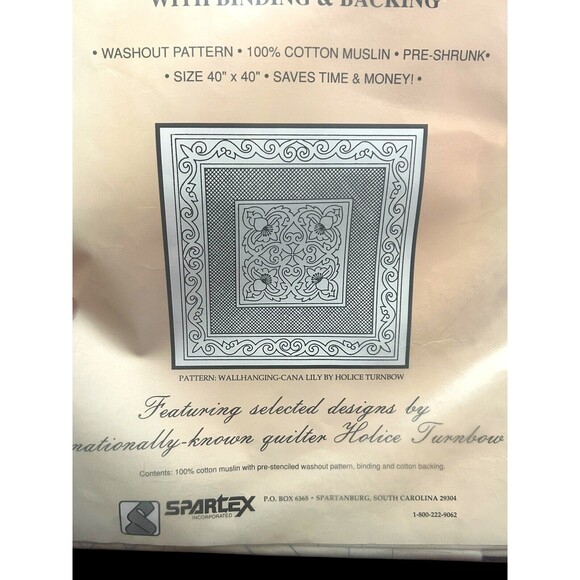 WITH BINDING & BACKING
• WASHOUT PATTERN • 100% COTTON MUSLIN • PRE-SHRUNK•
• SIZE 40" x 40" • SAVES TIME & MONEY! •
PATTERN: WALLHANGING-CANA LILY BY HOLICE TURNBOW
Featuring selected designs by
nationally-known quilter Holice Turnbow
Contents: 100% cotton muslin with pre-stenciled washout pattern, binding and cotton backing.
SPARTEX
INCORPORATED
P.O. BOX 6365 • SPARTANBURG, SOUTH CAROLINA 29304
1-800-222-9062